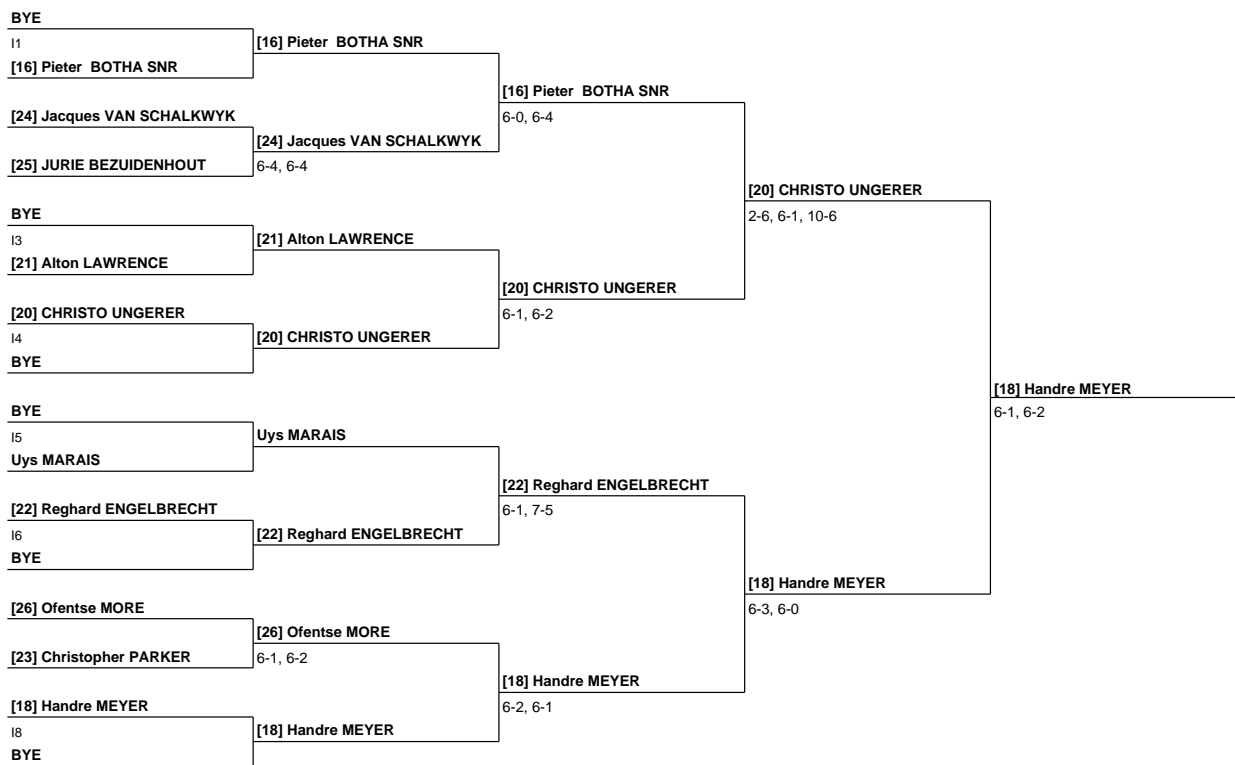 BYE
I1
[16] Pieter  BOTHA SNR
[24] Jacques VAN SCHALKWYK
[25] JURIE BEZUIDENHOUT
BYE
I3
[21] Alton LAWRENCE
[20] CHRISTO UNGERER
I4
BYE
BYE
I5
Uys MARAIS
[22] Reghard ENGELBRECHT
I6
BYE
[26] Ofentse MORE
[23] Christopher PARKER
[18] Handre MEYER
I8
BYE
[16] Pieter  BOTHA SNR
[24] Jacques VAN SCHALKWYK
6-4, 6-4
[21] Alton LAWRENCE
[20] CHRISTO UNGERER
Uys MARAIS
[22] Reghard ENGELBRECHT
[26] Ofentse MORE
6-1, 6-2
[18] Handre MEYER
[16] Pieter  BOTHA SNR
6-0, 6-4
[20] CHRISTO UNGERER
6-1, 6-2
[22] Reghard ENGELBRECHT
6-1, 7-5
[18] Handre MEYER
6-2, 6-1
[20] CHRISTO UNGERER
2-6, 6-1, 10-6
[18] Handre MEYER
6-3, 6-0
[18] Handre MEYER
6-1, 6-2